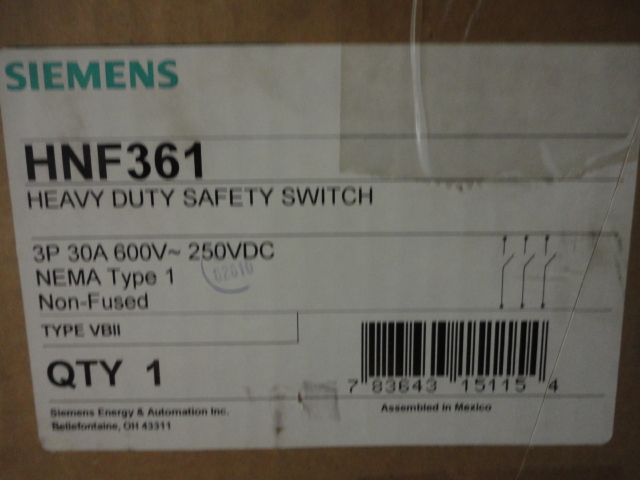 SIEMENS
HNF361
HEAVY DUTY SAFETY SWITCH
3P 30A 600V~ 250VDC
NEMA Type 1
Non-Fused
TYPE VBII
QTY 1
7 83643 15115 4
Siemens Energy & Automation Inc.
Bellefontaine, OH 43311
Assembled in Mexico